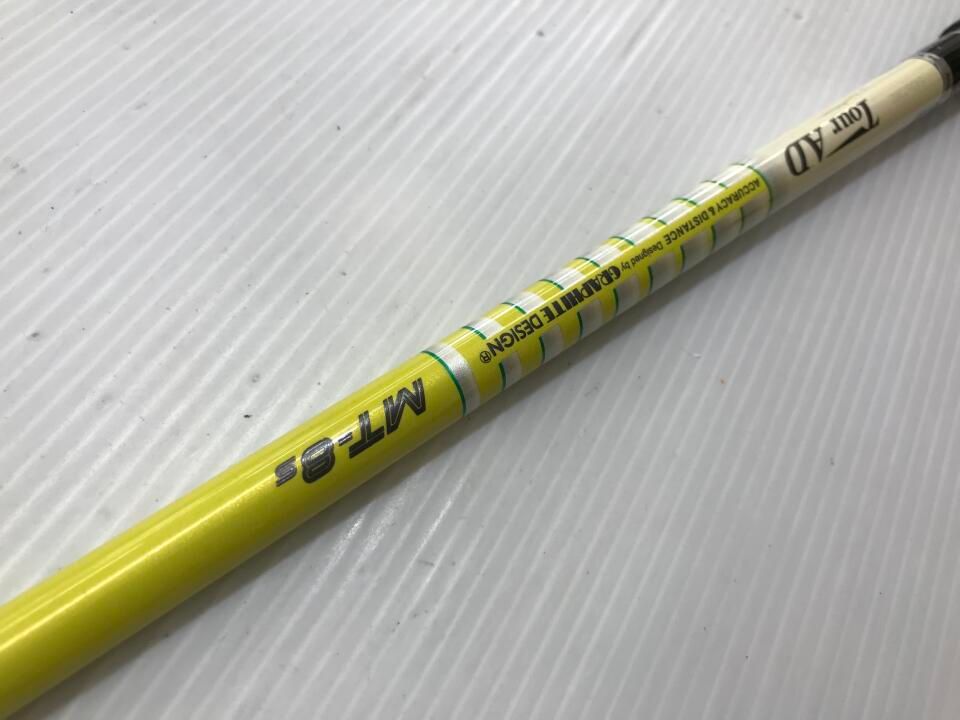 Tour AD
ACCURACY & DISTANCE Designed by GRAPHITE DESIGN®
MT-8s